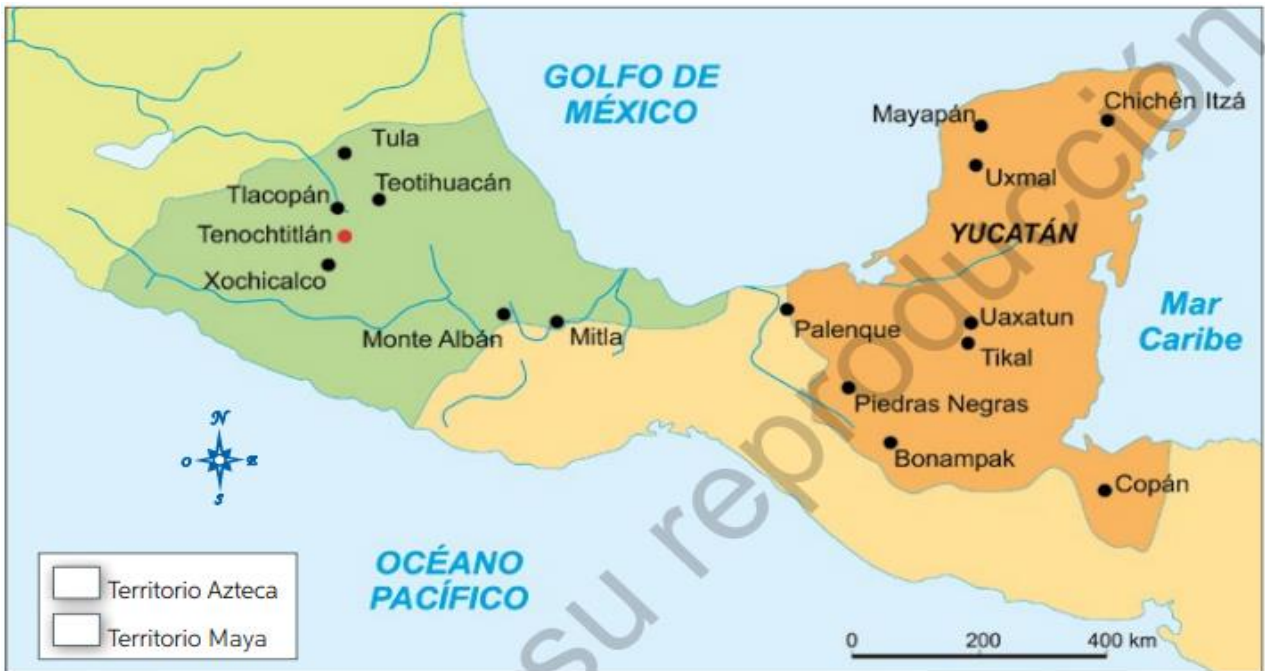 GOLFO DE
MÉXICO
Mayapán
Chichén Itzá
Uxmal
Tula
Teotihuacán
Tlacopán
Tenochtitlán
Xochicalco
YUCATÁN
Monte Albán
Mitla
Palenque
Uaxatun
Tikal
Mar
Caribe
Piedras Negras
Bonampak
Copán
N
O
E
S
OCÉANO
PACÍFICO
Territorio Azteca
Territorio Maya
0 200 400 km
su reproducción